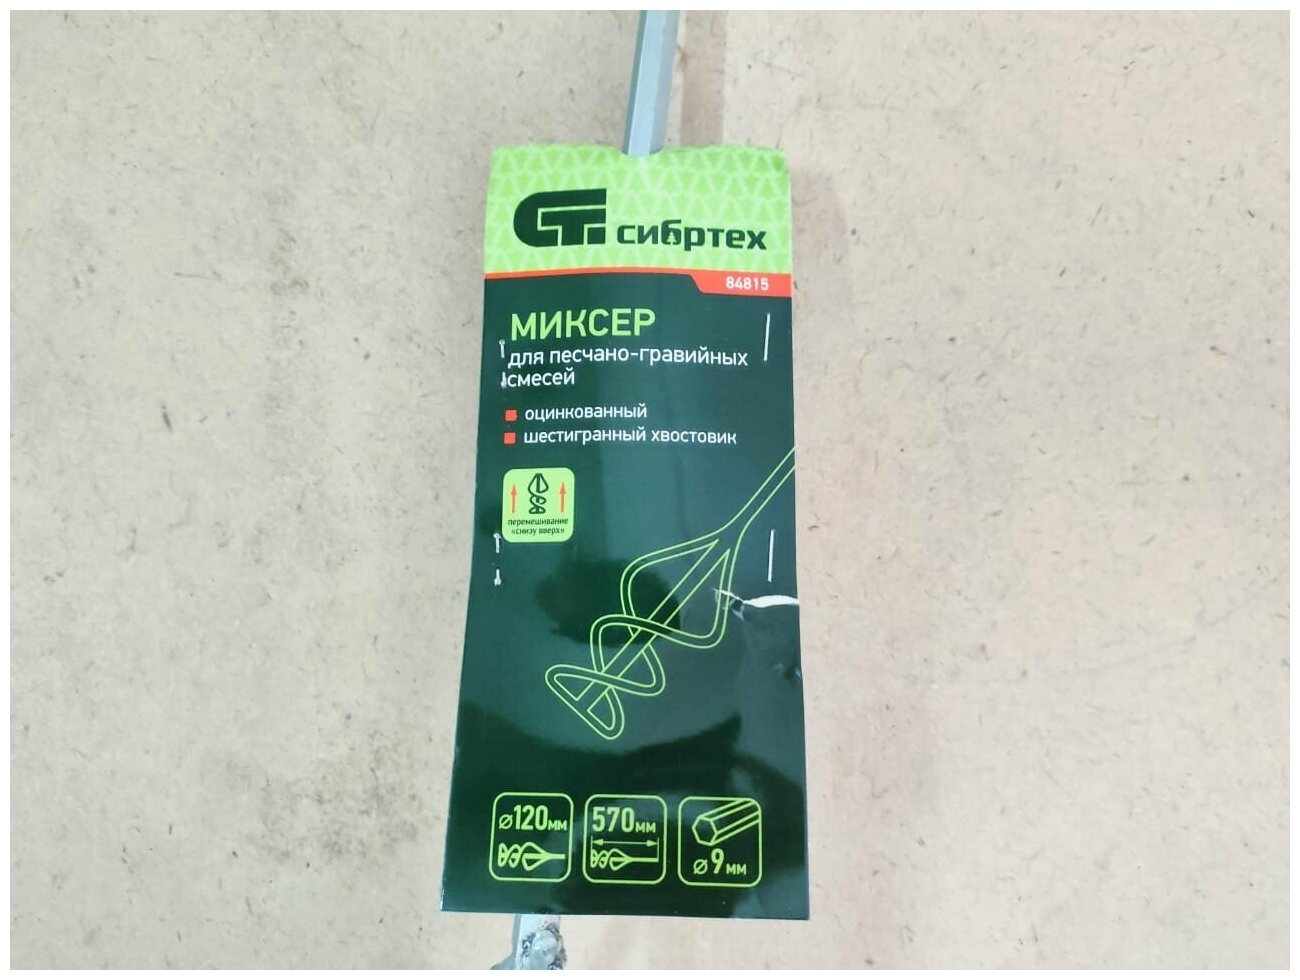 СТ сибртех
84815
МИКСЕР
для песчано-гравийных
смесей
оцинкованный
шестигранный хвостовик
перемешивание
«снизу вверх»
⌀120мм
570мм
⌀9мм